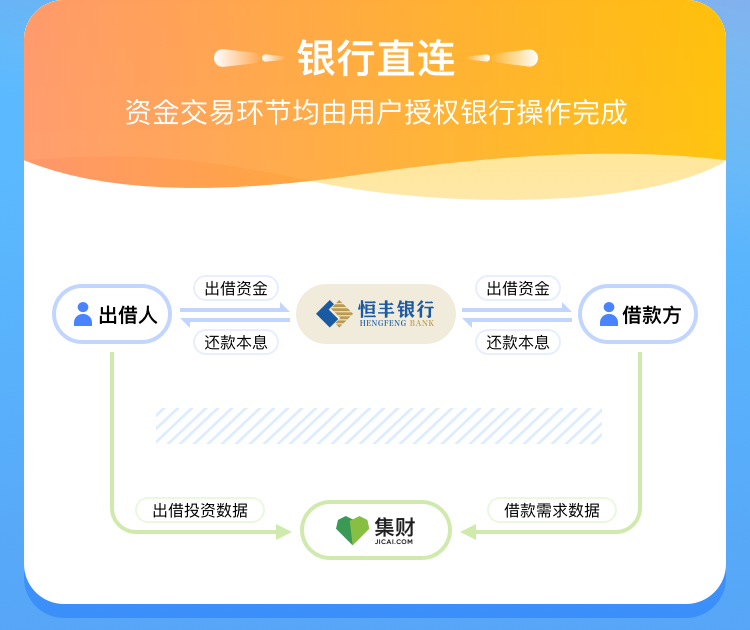 银行直连
资金交易环节均由用户授权银行操作完成
出借资金
出借资金
出借人
恒丰银行
HENGFENG BANK
借款方
还款本息
还款本息
出借投资数据
借款需求数据
集财
JICAI.COM